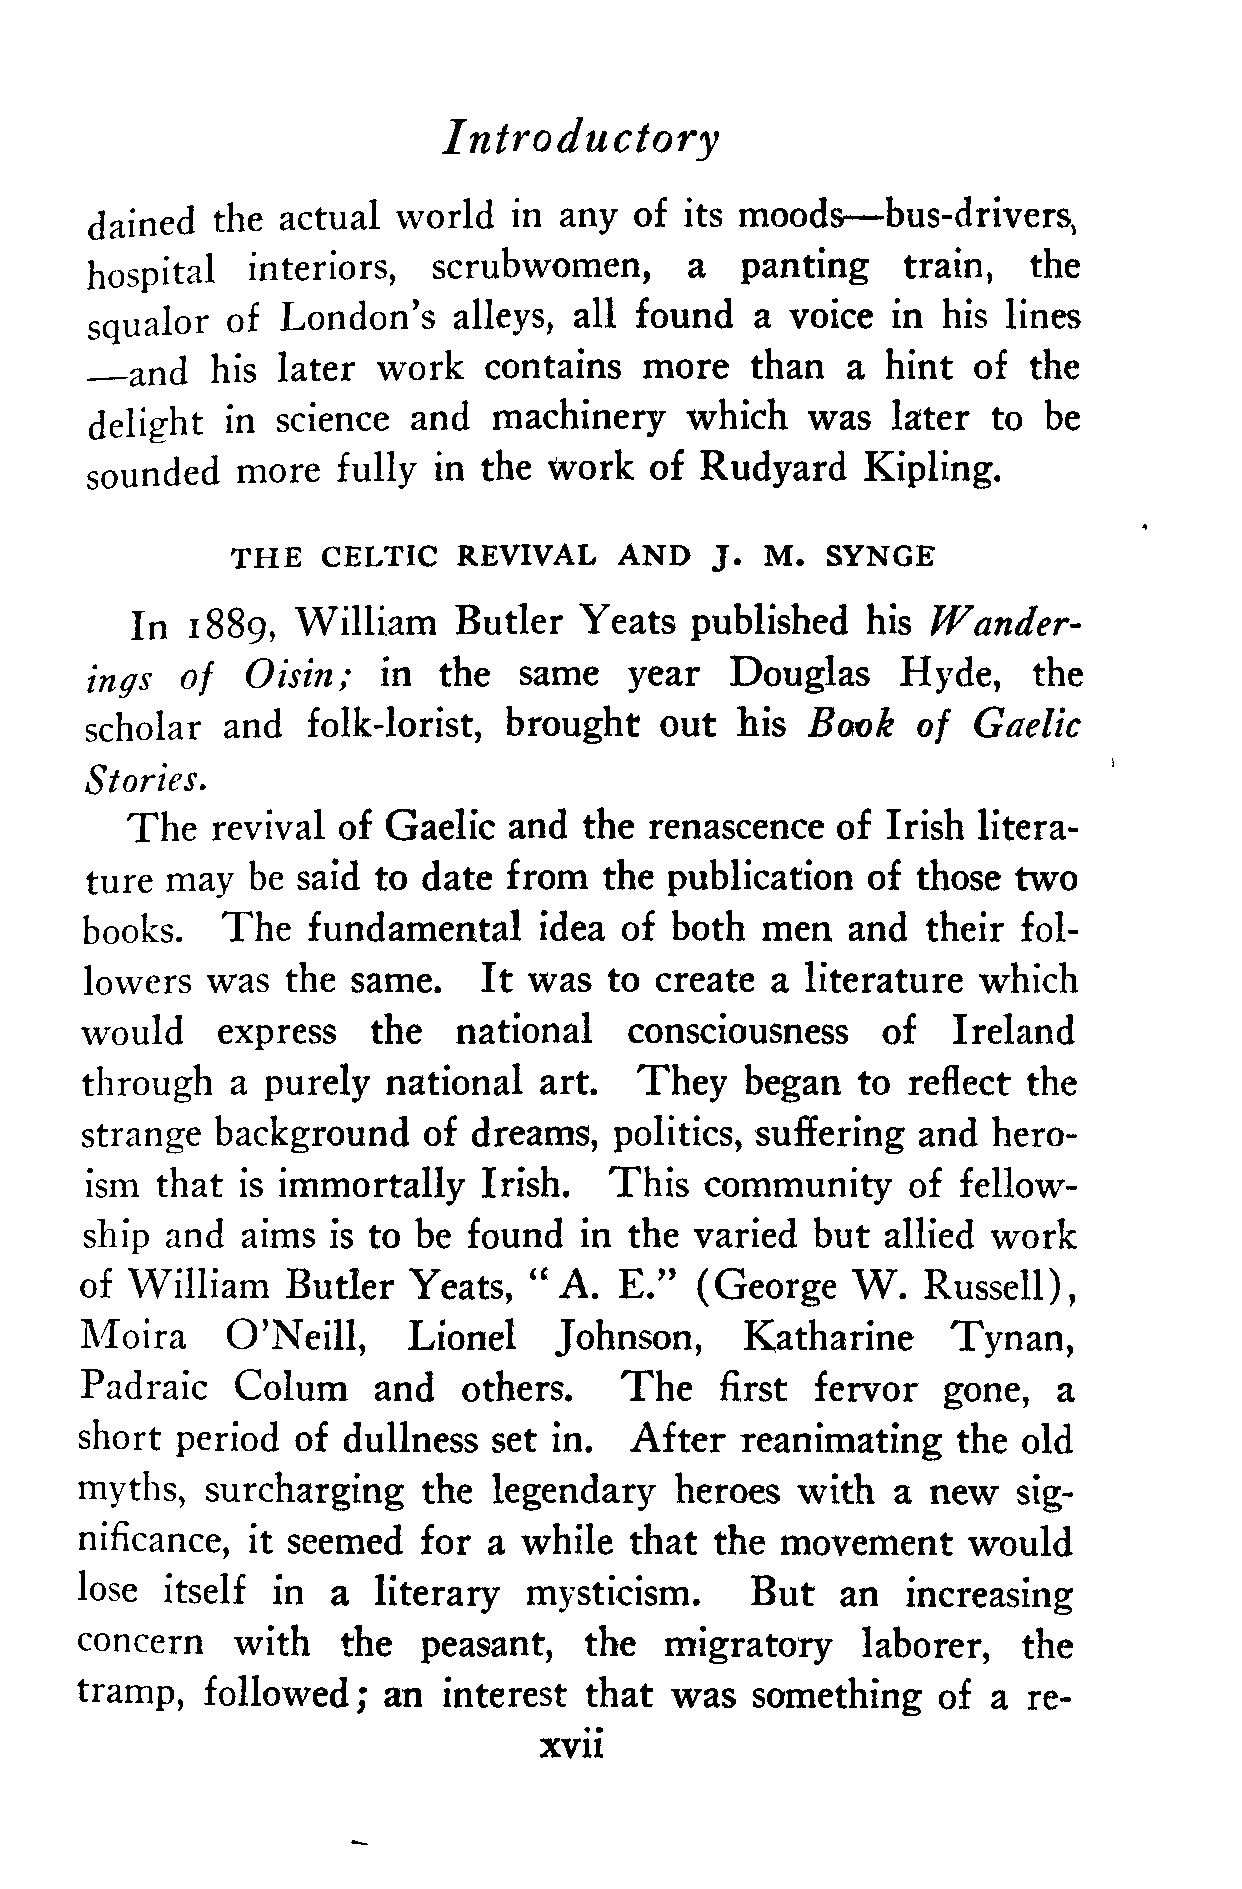 Introductory
dained the actual world in any of its moods—bus-drivers,
hospital interiors, scrubwomen, a panting train, the
squalor of London's alleys, all found a voice in his lines
—and his later work contains more than a hint of the
delight in science and machinery which was later to be
sounded more fully in the work of Rudyard Kipling.
THE CELTIC REVIVAL AND J. M. SYNGE
In 1889, William Butler Yeats published his Wander-
ings of Oisin; in the same year Douglas Hyde, the
scholar and folk-lorist, brought out his Book of Gaelic
Stories.
The revival of Gaelic and the renascence of Irish litera-
ture may be said to date from the publication of those two
books. The fundamental idea of both men and their fol-
lowers was the same. It was to create a literature which
would express the national consciousness of Ireland
through a purely national art. They began to reflect the
strange background of dreams, politics, suffering and hero-
ism that is immortally Irish. This community of fellow-
ship and aims is to be found in the varied but allied work
of William Butler Yeats, “ A. E.” (George W. Russell),
Moira O'Neill, Lionel Johnson, Katharine Tynan,
Padraic Colum and others. The first fervor gone, a
short period of dullness set in. After reanimating the old
myths, surcharging the legendary heroes with a new sig-
nificance, it seemed for a while that the movement would
lose itself in a literary mysticism. But an increasing
concern with the peasant, the migratory laborer, the
tramp, followed; an interest that was something of a re-
xvii